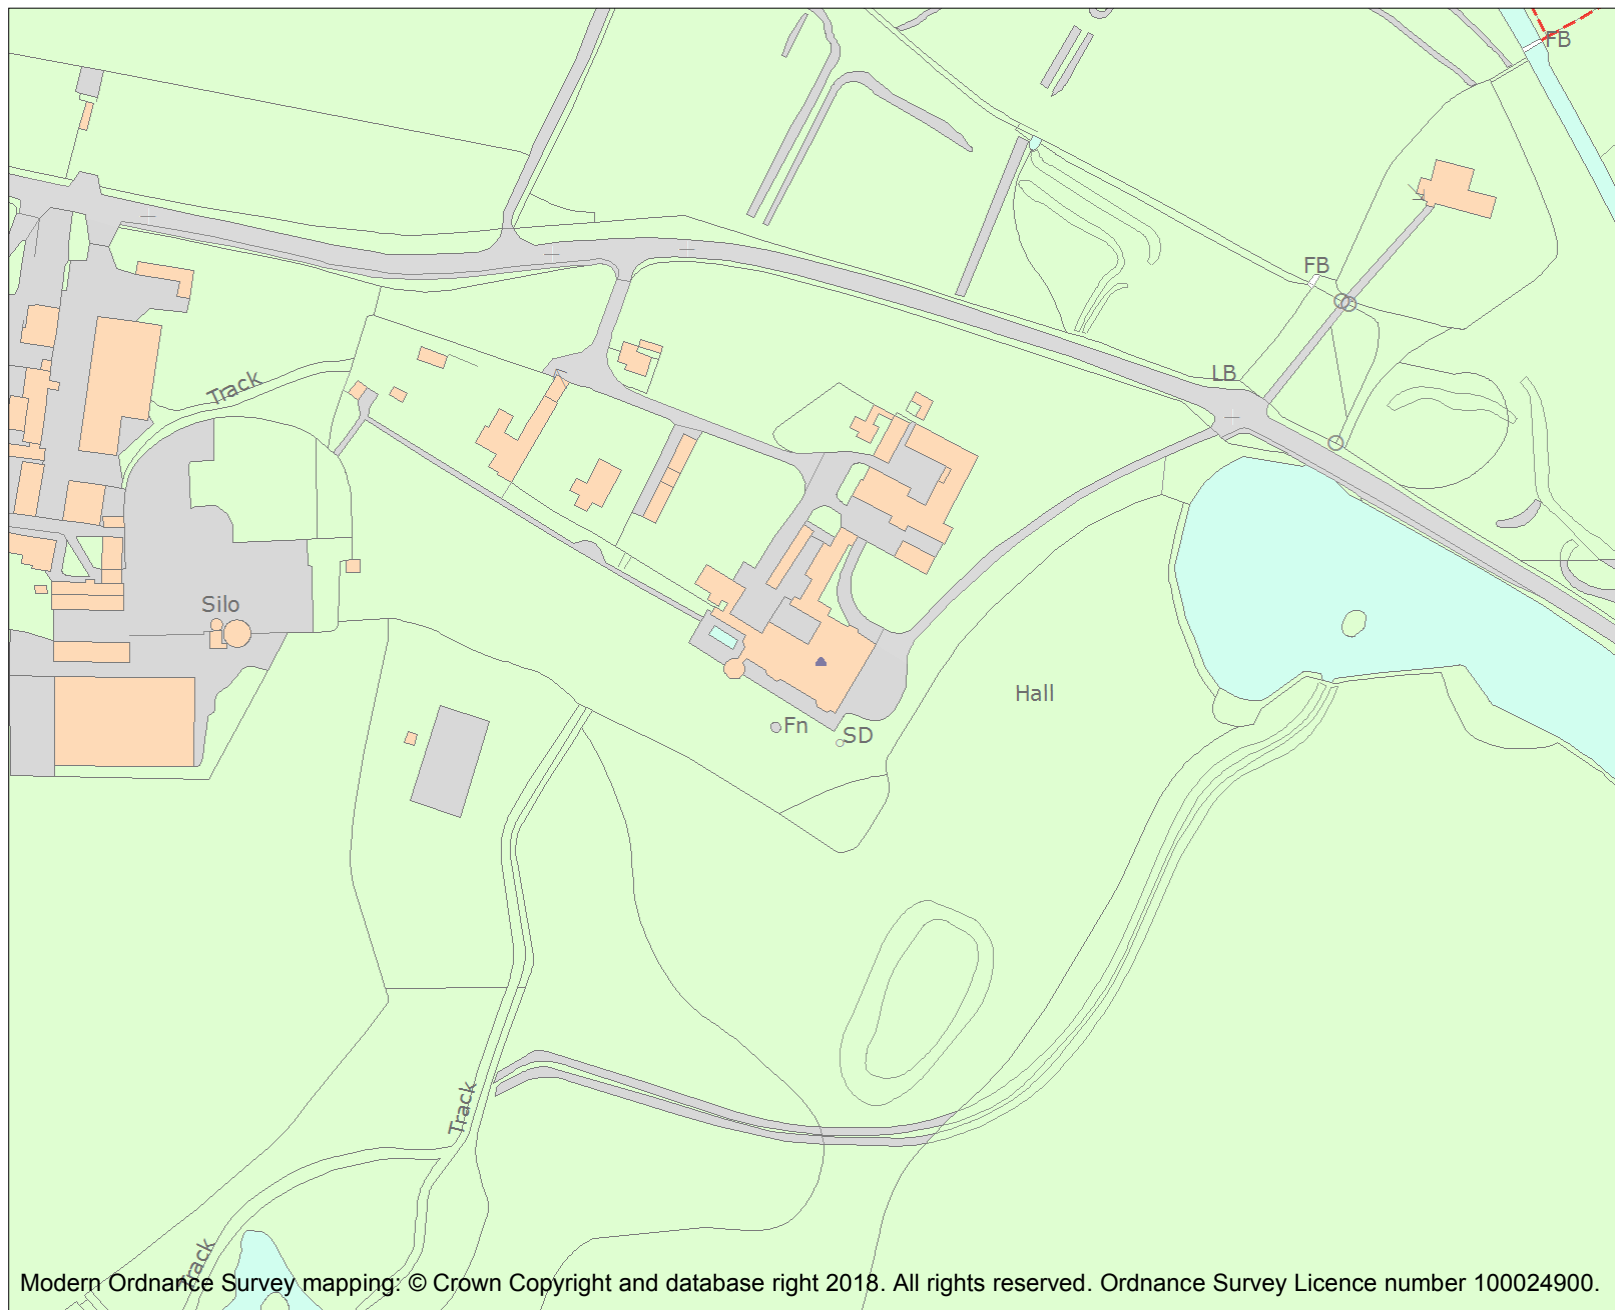 FB
FB
LB
Track
Silo
Hall
Fn
SD
Track
Track
Modern Ordnance Survey mapping: © Crown Copyright and database right 2018. All rights reserved. Ordnance Survey Licence number 100024900.